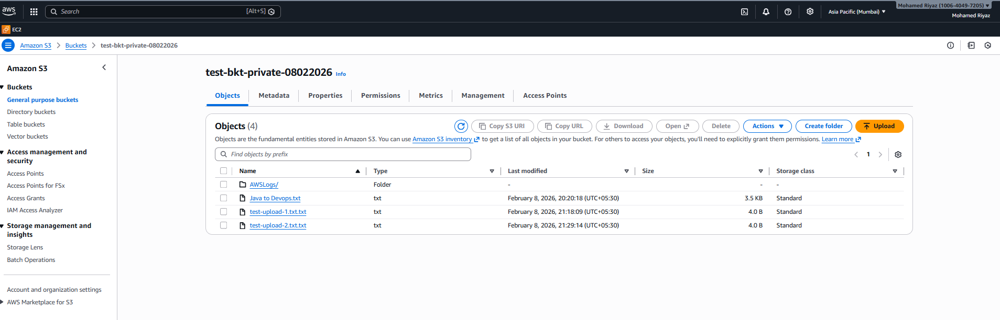 aws
Search [Alt+S]
Asia Pacific (Mumbai)
Mohamed Riyaz (1006-4049-7205)
Mohamed Riyaz
EC2
Amazon S3 Buckets test-bkt-private-08022026
Amazon S3
Buckets
General purpose buckets
Directory buckets
Table buckets
Vector buckets
Access management and
security
Access Points
Access Points for FSx
Access Grants
IAM Access Analyzer
Storage management and
insights
Storage Lens
Batch Operations
Account and organization settings
AWS Marketplace for S3
test-bkt-private-08022026 Info
Objects Metadata Properties Permissions Metrics Management Access Points
Objects (4)
Copy S3 URI Copy URL Download Open Delete Actions Create folder Upload
Objects are the fundamental entities stored in Amazon S3. You can use Amazon S3 inventory to get a list of all objects in your bucket. For others to access your objects, you'll need to explicitly grant them permissions. Learn more
Find objects by prefix
1
Name Type Last modified Size Storage class
AWSLogs/ Folder - - -
Java to Devops.txt txt February 8, 2026, 20:20:18 (UTC+05:30) 3.5 KB Standard
test-upload-1.txt.txt txt February 8, 2026, 21:18:09 (UTC+05:30) 4.0 B Standard
test-upload-2.txt.txt txt February 8, 2026, 21:29:14 (UTC+05:30) 4.0 B Standard